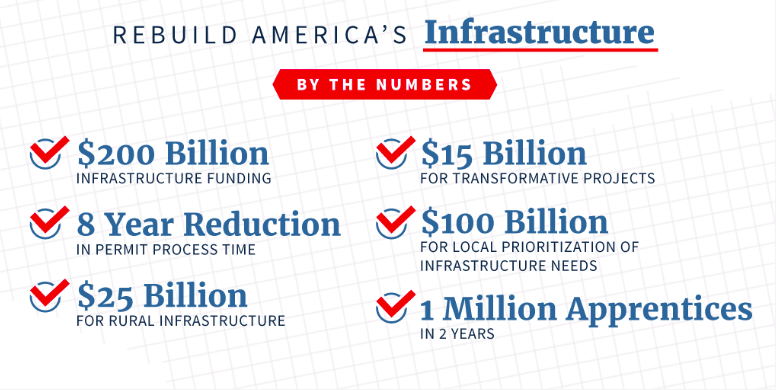 REBUILD AMERICA’S Infrastructure
BY THE NUMBERS
$200 Billion
INFRASTRUCTURE FUNDING
8 Year Reduction
IN PERMIT PROCESS TIME
$25 Billion
FOR RURAL INFRASTRUCTURE
$15 Billion
FOR TRANSFORMATIVE PROJECTS
$100 Billion
FOR LOCAL PRIORITIZATION OF
INFRASTRUCTURE NEEDS
1 Million Apprentices
IN 2 YEARS